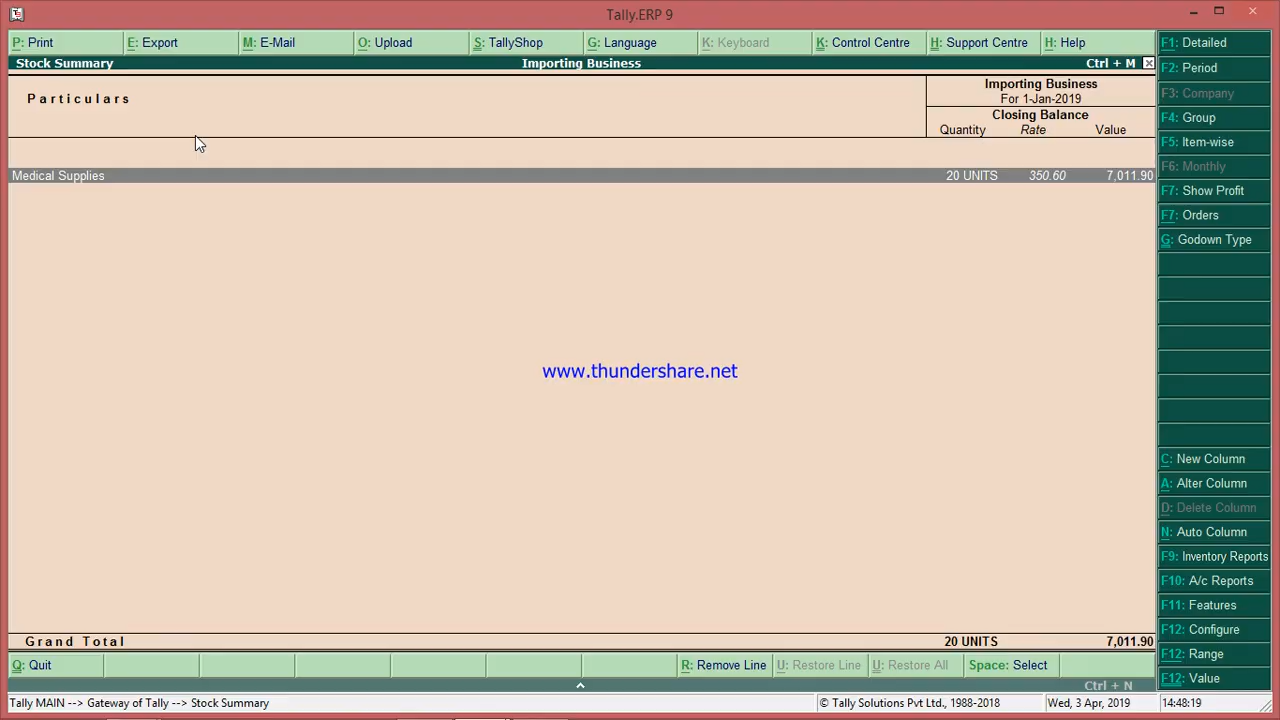 Tally.ERP 9
P: Print E: Export M: E-Mail O: Upload S: TallyShop G: Language K: Keyboard K: Control Centre H: Support Centre H: Help
Stock Summary Importing Business Ctrl + M
Particulars
Importing Business
For 1-Jan-2019
Closing Balance
Quantity Rate Value
Medical Supplies 20 UNITS 350.60 7,011.90
www.thundershare.net
Grand Total 20 UNITS 7,011.90
Q: Quit R: Remove Line U: Restore Line U: Restore All Space: Select
Ctrl + N
Tally MAIN --> Gateway of Tally --> Stock Summary © Tally Solutions Pvt Ltd., 1988-2018 Wed, 3 Apr, 2019 14:48:19
F1: Detailed
F2: Period
F3: Company
F4: Group
F5: Item-wise
F6: Monthly
F7: Show Profit
F7: Orders
G: Godown Type
C: New Column
A: Alter Column
D: Delete Column
N: Auto Column
F9: Inventory Reports
F10: A/c Reports
F11: Features
F12: Configure
F12: Range
F12: Value